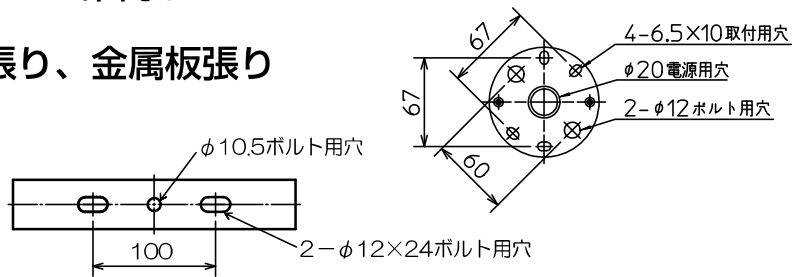 張り、金属板張り
67
4-6.5×10取付用穴
φ20電源用穴
67
2-φ12ボルト用穴
60
φ10.5ボルト用穴
100
2-φ12×24ボルト用穴